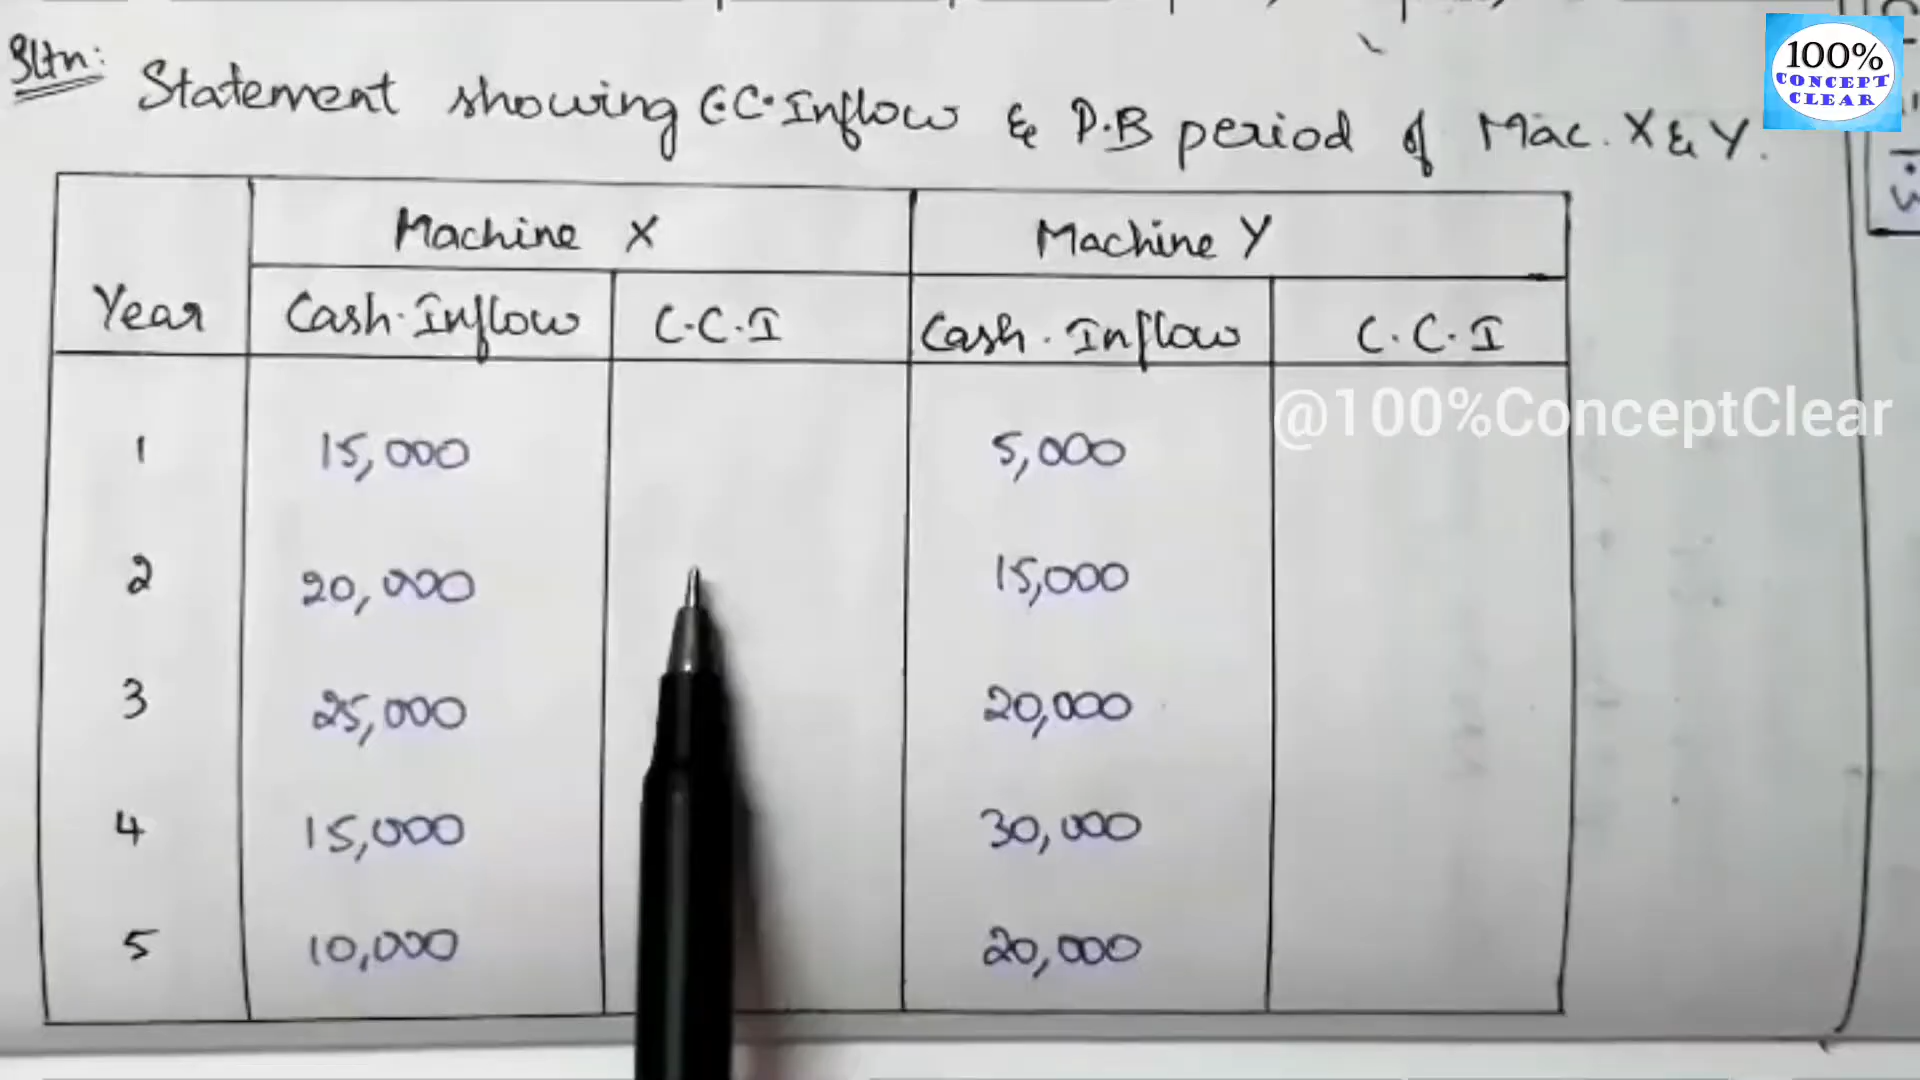 Sltn:
Statement showing C.C.Inflow & P.B period of Mac. X & Y.
100%
CONCEPT
CLEAR
Machine X
Machine Y
Year
Cash.Inflow
C.C.I
Cash.Inflow
C.C.I
@100%ConceptClear
1 15,000 5,000
2 20,000 15,000
3 25,000 20,000
4 15,000 30,000
5 10,000 20,000